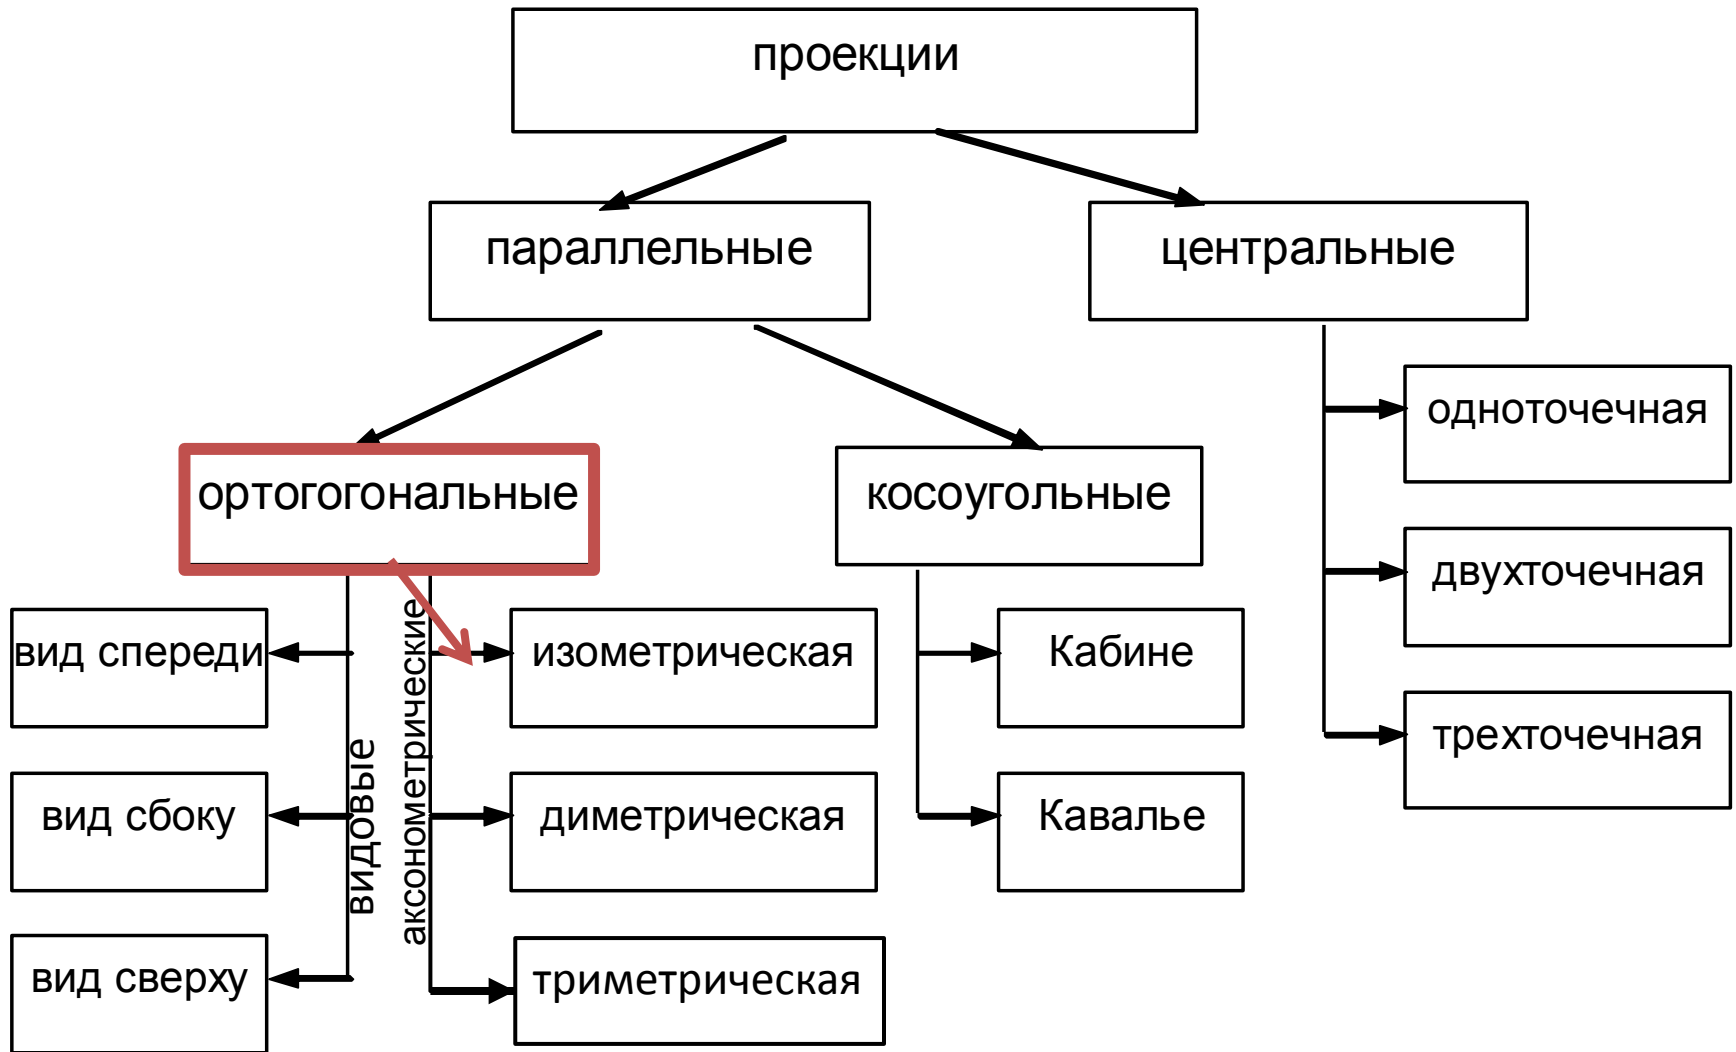 проекции
параллельные
центральные
одноточечная
ортогогональные
косоугольные
двухточечная
вид спереди
аксонометрические
изометрическая
Кабине
трехточечная
видовые
вид сбоку
диметрическая
Кавалье
вид сверху
триметрическая